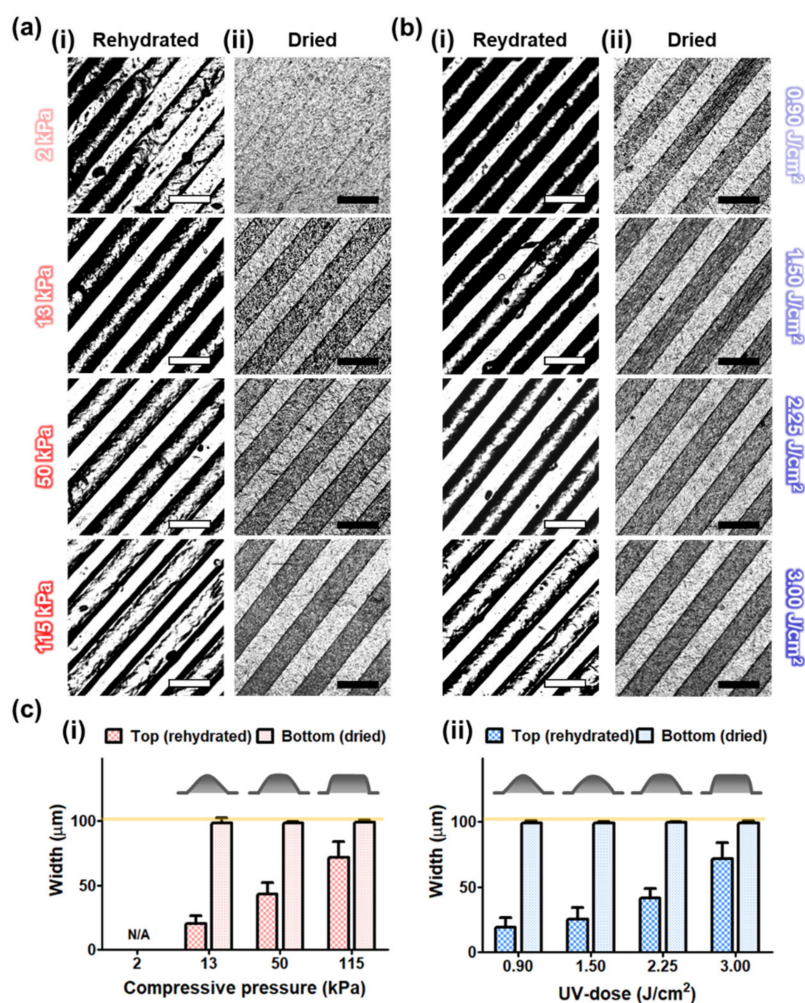 (a) (i) Rehydrated (ii) Dried
(b) (i) Reydrated (ii) Dried
2 kPa
13 kPa
50 kPa
115 kPa
0.90 J/cm²
1.50 J/cm²
2.25 J/cm²
3.00 J/cm²
(c)
(i)
Top (rehydrated) Bottom (dried)
Width (μm)
100
50
0
N/A
2 13 50 115
Compressive pressure (kPa)
(ii)
Top (rehydrated) Bottom (dried)
Width (μm)
100
50
0
0.90 1.50 2.25 3.00
UV-dose (J/cm²)